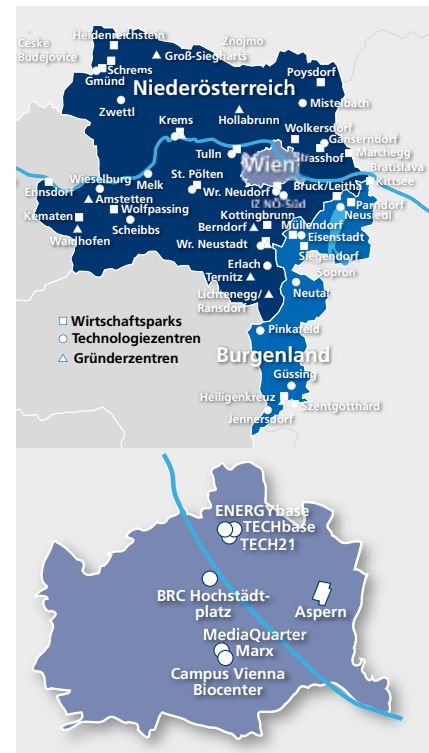 Ceske
Budejovice
Heidenreichstein
Znojmo
Groß-Siegharts
Schrems
Gmünd
Poysdorf
Niederösterreich
Zwettl
Mistelbach
Krems
Hollabrunn
Wolkersdorf
Gänserndorf
Tulln
Wien
Strasshof
Marchegg
Bratislava
Kittsee
Ennsdorf
Wieselburg
Melk
St. Pölten
Wr. Neudorf
Bruck/Leitha
IZ NÖ-Süd
Parndorf
Neusiedl
Amstetten
Wolfpassing
Kottingbrunn
Kematen
Berndorf
Müllendorf
Eisenstadt
Scheibbs
Waidhofen
Wr. Neustadt
Siegendorf
Sopron
Erlach
Ternitz
Neutal
Lichtenegg/
Ransdorf
Wirtschaftsparks
Technologiezentren
Gründerzentren
Pinkafeld
Burgenland
Güssing
Heiligenkreuz
Szentgotthárd
Jennersdorf
ENERGYbase
TECHbase
TECH21
BRC Hochstädt-
platz
Aspern
MediaQuarter
Marx
Campus Vienna
Biocenter